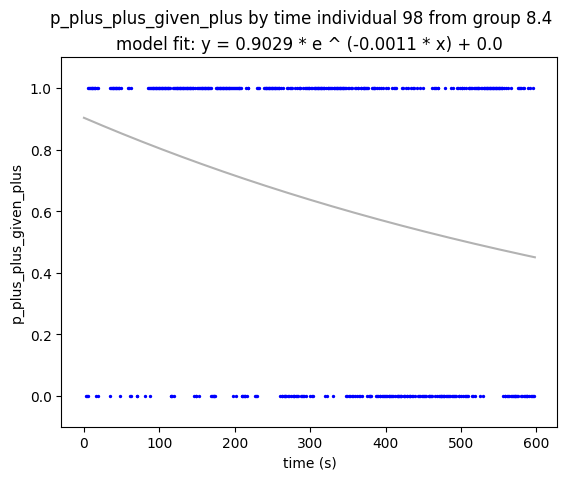 p_plus_plus_given_plus by time individual 98 from group 8.4
model fit: y = 0.9029 * e ^ (-0.0011 * x) + 0.0
1.0
0.8
0.6
0.4
0.2
0.0
p_plus_plus_given_plus
0 100 200 300 400 500 600
time (s)